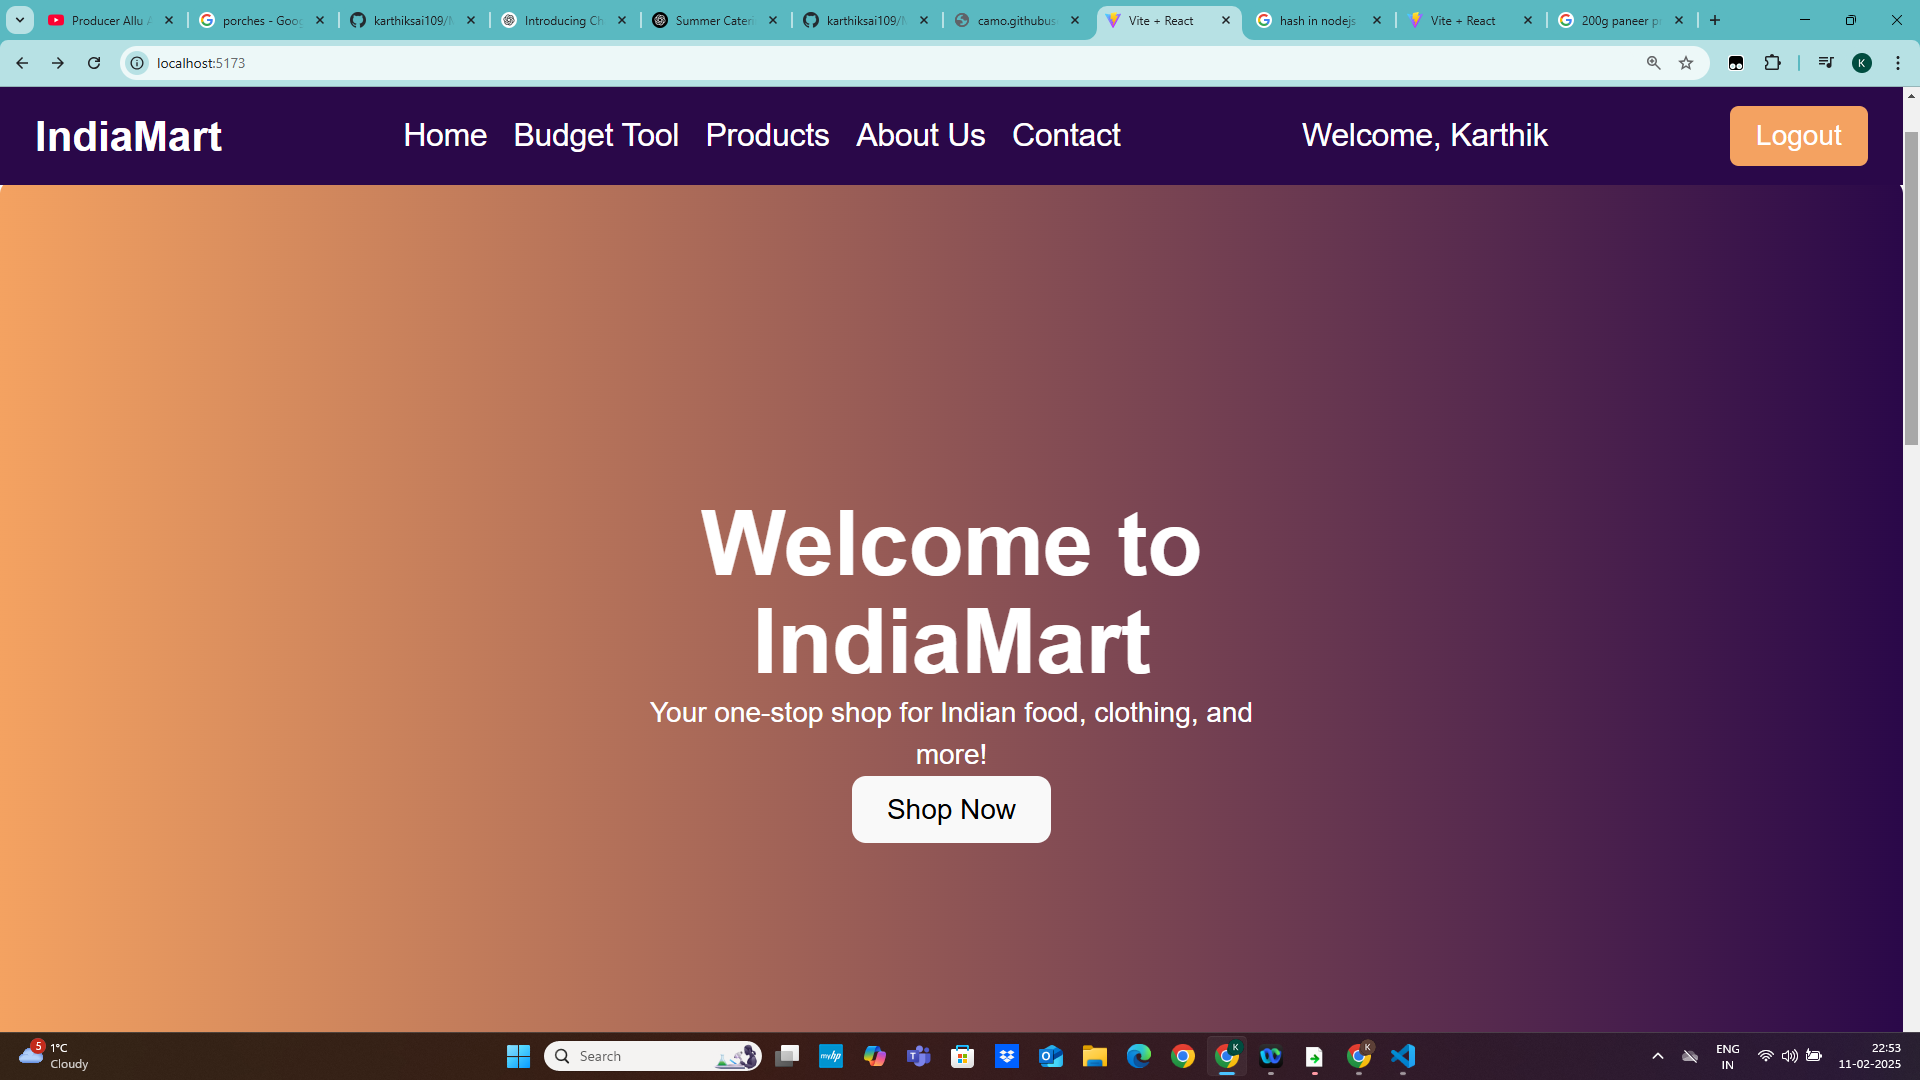 Producer Allu A
porches - Goo
karthiksai109/
Introducing Ch
Summer Cateri
karthiksai109/
camo.githubus
Vite + React
hash in nodejs
Vite + React
200g paneer p
localhost:5173
K
IndiaMart
Home
Budget Tool
Products
About Us
Contact
Welcome, Karthik
Logout
Welcome to
IndiaMart
Your one-stop shop for Indian food, clothing, and
more!
Shop Now
5
1°C
Cloudy
Search
myhp
K
K
ENG
IN
22:53
11-02-2025